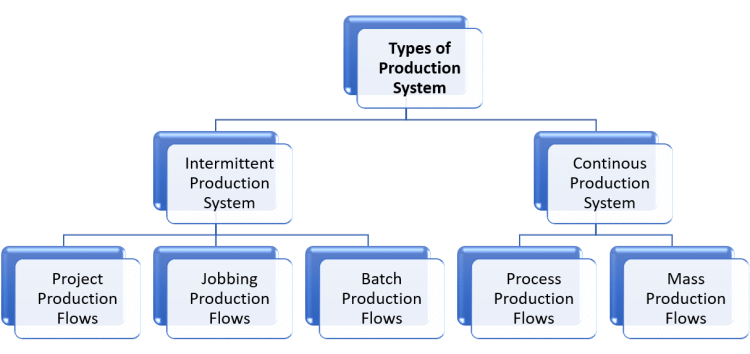 Types of
Production
System
Intermittent
Production
System
Continous
Production
System
Project
Production
Flows
Jobbing
Production
Flows
Batch
Production
Flows
Process
Production
Flows
Mass
Production
Flows